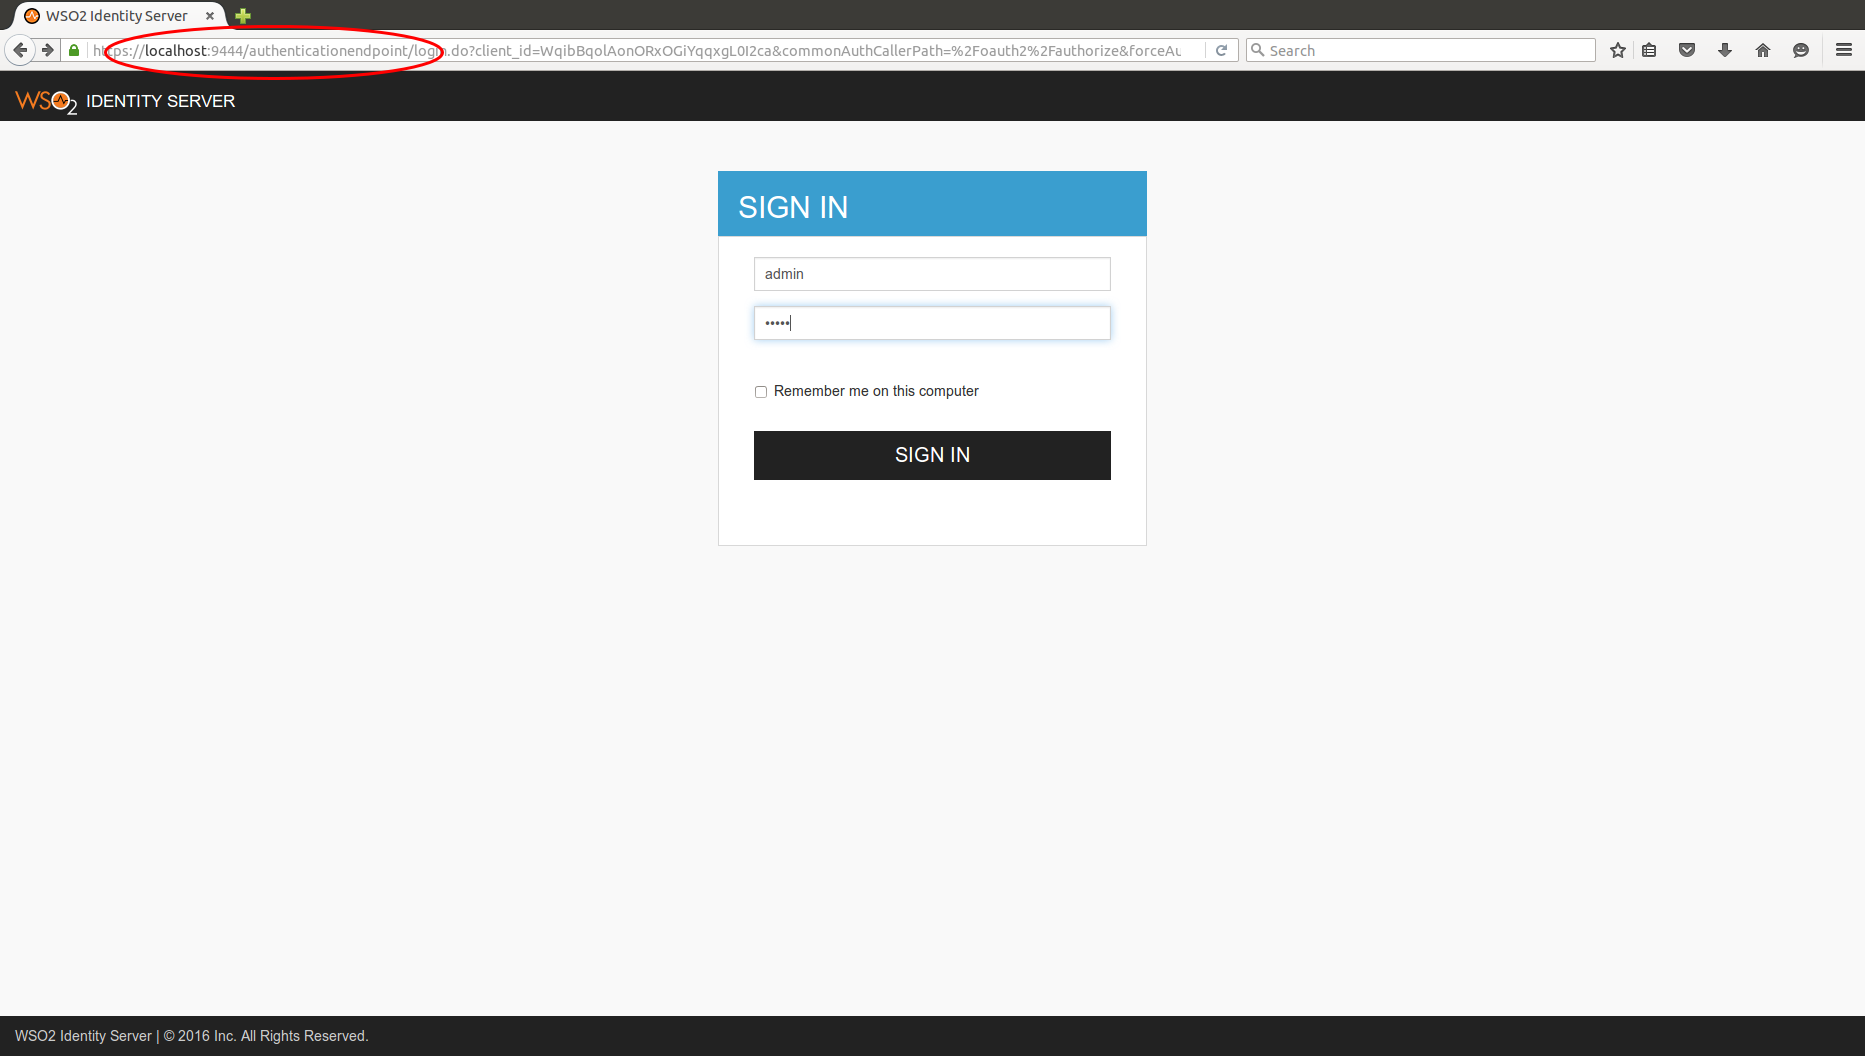 WSO2 Identity Server
https://localhost:9444/authenticationendpoint/login.do?client_id=WqibBqolAonORxOGiYqqxgL0I2ca&commonAuthCallerPath=%2Foauth2%2Fauthorize&forceAu
Search
WSO2 IDENTITY SERVER
SIGN IN
admin
•••••
Remember me on this computer
SIGN IN
WSO2 Identity Server | © 2016 Inc. All Rights Reserved.